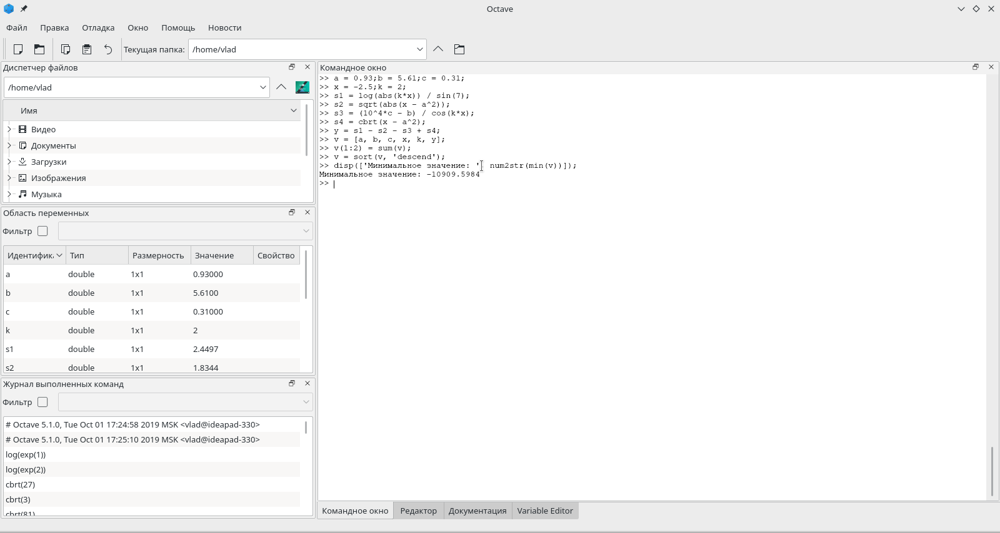 Octave
Файл Правка Отладка Окно Помощь Новости
Текущая папка: /home/vlad
Диспетчер файлов
/home/vlad
Имя
Видео
Документы
Загрузки
Изображения
Музыка
Область переменных
Фильтр
Идентифика Тип Размерность Значение Свойство
a double 1x1 0.93000
b double 1x1 5.6100
c double 1x1 0.31000
k double 1x1 2
s1 double 1x1 2.4497
s2 double 1x1 1.8344
Журнал выполненных команд
Фильтр
# Octave 5.1.0, Tue Oct 01 17:24:58 2019 MSK <vlad@ideapad-330>
# Octave 5.1.0, Tue Oct 01 17:25:10 2019 MSK <vlad@ideapad-330>
log(exp(1))
log(exp(2))
cbrt(27)
cbrt(3)
cbrt(81)
Командное окно
>> a = 0.93;b = 5.61;c = 0.31;
>> x = -2.5;k = 2;
>> s1 = log(abs(k*x)) / sin(7);
>> s2 = sqrt(abs(x - a^2));
>> s3 = (10^4*c - b) / cos(k*x);
>> s4 = cbrt(x - a^2);
>> y = s1 - s2 - s3 + s4;
>> v = [a, b, c, x, k, y];
>> v(1:2) = sum(v);
>> v = sort(v, 'descend');
>> disp(['Минимальное значение: ', num2str(min(v))]);
Минимальное значение: -10909.5984
>>
Командное окно Редактор Документация Variable Editor